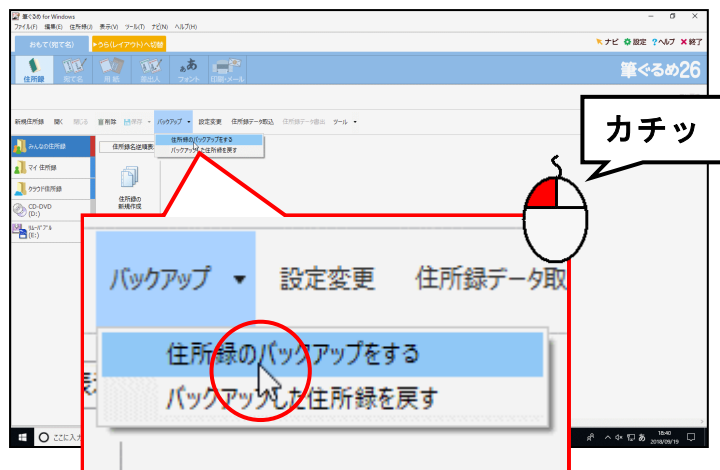 筆ぐるめ for Windows
ファイル(F) 編集(E) 住所録(J) 表示(V) ツール(T) ナビ(N) ヘルプ(H)
おもて(宛て名) ▶うら(レイアウト)へ切替 ナビ 設定 ?ヘルプ ×終了
住所録 宛て名 用紙 差出人 フォント 印刷・メール 筆ぐるめ26
新規住所録 開く 閉じる 削除 保存 バックアップ 設定変更 住所録データ取込 住所録データ書出 ツール
カチッ
みんなの住所録
住所録名逆順表
住所録のバックアップをする
バックアップした住所録を戻す
マイ住所録
クラウド住所録
住所録の
新規作成
CD-DVD
(D:)
リムーバブル
(E:)
バックアップ 設定変更 住所録データ取
住所録のバックアップをする
バックアップした住所録を戻す
ここに入力
あ
18:40
2018/09/19